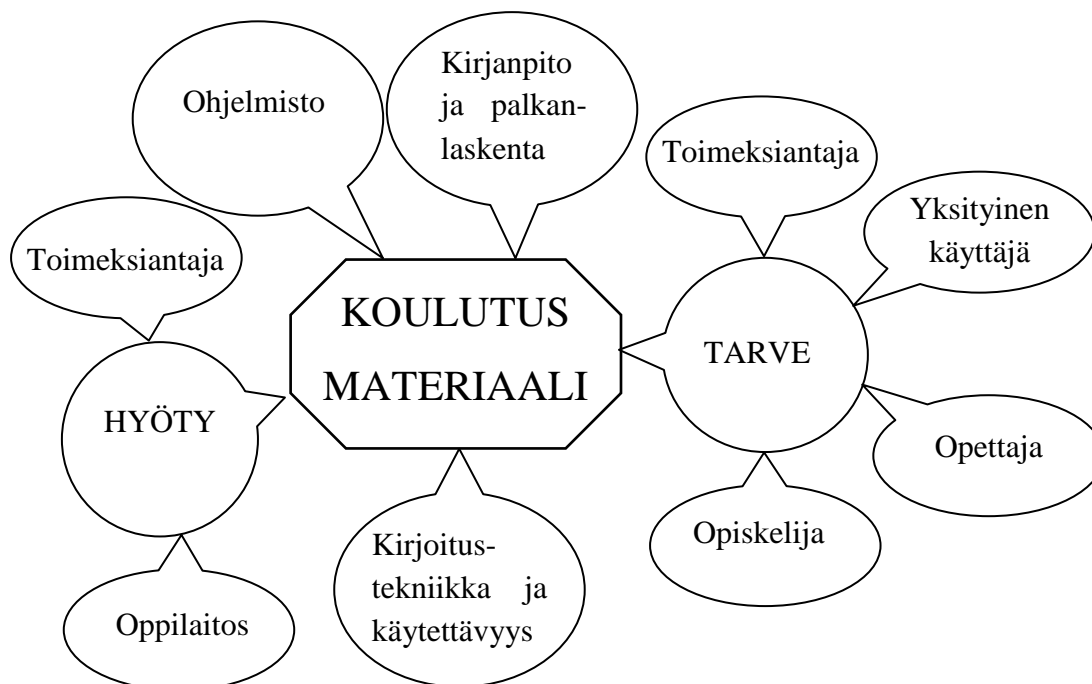 Ohjelmisto
Kirjanpito
ja palkan-
laskenta
Toimeksiantaja
Yksityinen
käyttäjä
Toimeksiantaja
KOULUTUS
MATERIAALI
TARVE
HYÖTY
Opettaja
Opiskelija
Kirjoitus-
tekniikka ja
käytettävyys
Oppilaitos